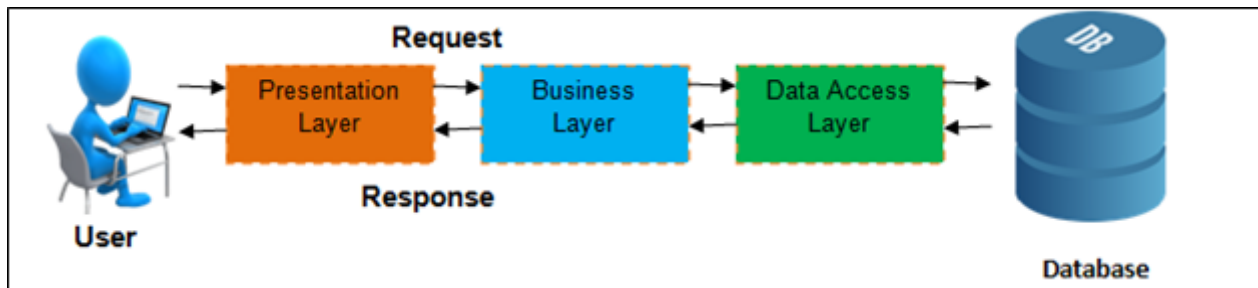 Request
Presentation
Layer
Business
Layer
Data Access
Layer
DB
Response
User
Database